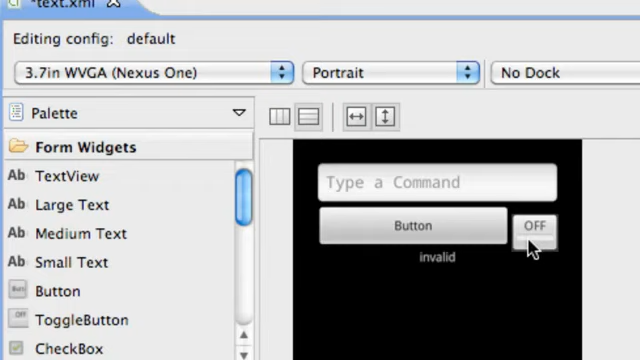 *text.xml
Editing config: default
3.7in WVGA (Nexus One) Portrait No Dock
Palette
Form Widgets
Ab TextView
Ab Large Text
Ab Medium Text
Ab Small Text
Button
ToggleButton
CheckBox
Type a Command
Button OFF
invalid